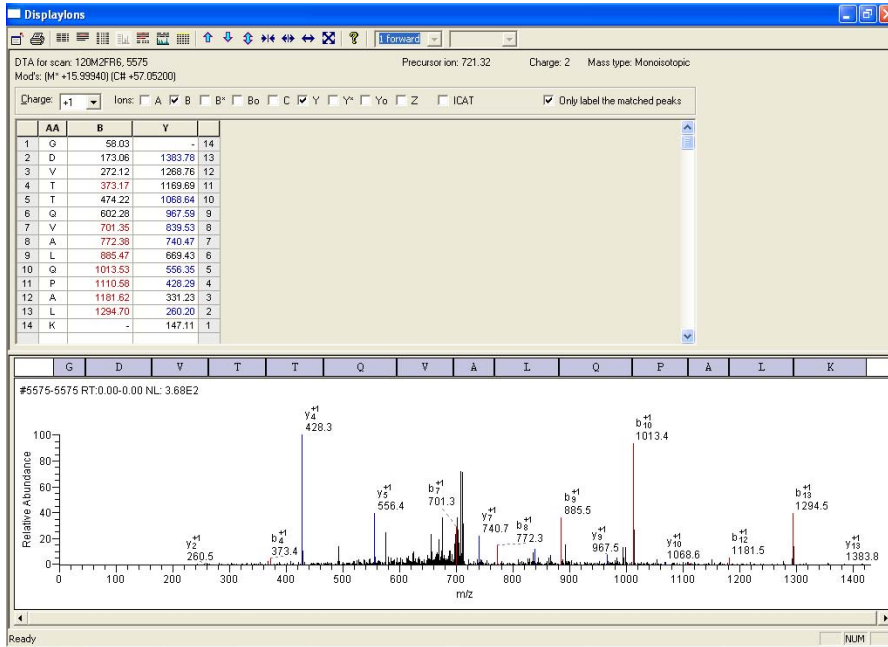 DisplayIons
1 forward
DTA for scan: 120M2FR6, 5575 Precursor ion: 721.32 Charge: 2 Mass type: Monoisotopic
Mod's: (M* +15.99940) (C# +57.05200)
Charge: +1 Ions: A B B* Bo C Y Y* Yo Z ICAT Only label the matched peaks
AA B Y
1 G 58.03 - 14
2 D 173.06 1383.78 13
3 V 272.12 1268.76 12
4 T 373.17 1169.69 11
5 T 474.22 1068.64 10
6 Q 602.28 967.59 9
7 V 701.35 839.53 8
8 A 772.38 740.47 7
9 L 885.47 669.43 6
10 Q 1013.53 556.35 5
11 P 1110.58 428.29 4
12 A 1181.62 331.23 3
13 L 1294.70 260.20 2
14 K - 147.11 1
G D V T T Q V A L Q P A L K
#5575-5575 RT:0.00-0.00 NL: 3.68E2
y4+1
428.3
b10+1
1013.4
y5+1
556.4
b7+1
701.3
b9+1
885.5
b13+1
1294.5
y7+1
740.7
b8+1
772.3
y2+1
260.5
b4+1
373.4
y9+1
967.5
y10+1
1068.6
b12+1
1181.5
y13+1
1383.8
Relative Abundance
100
80
60
40
20
0
0 100 200 300 400 500 600 700 800 900 1000 1100 1200 1300 1400
m/z
Ready NUM